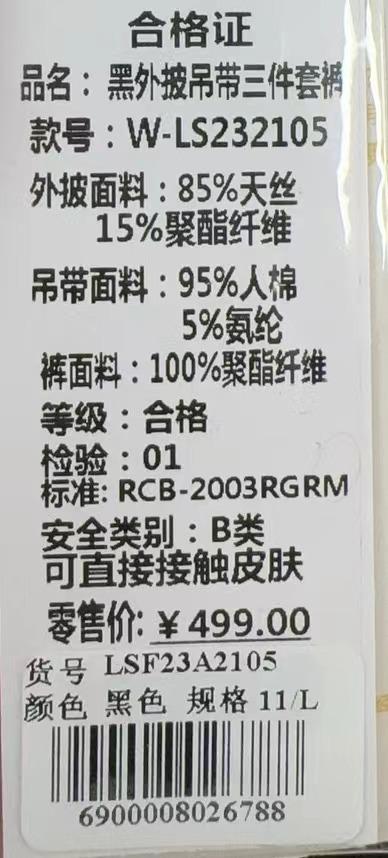 合格证
品名：黑外披吊带三件套裤
款号：W-LS232105
外披面料：85%天丝
15%聚酯纤维
吊带面料：95%人棉
5%氨纶
裤面料：100%聚酯纤维
等级：合格
检验：01
标准: RCB-2003RGRM
安全类别：B类
可直接接触皮肤
零售价:￥499.00
货号 LSF23A2105
颜色 黑色 规格 11/L
6900008026788